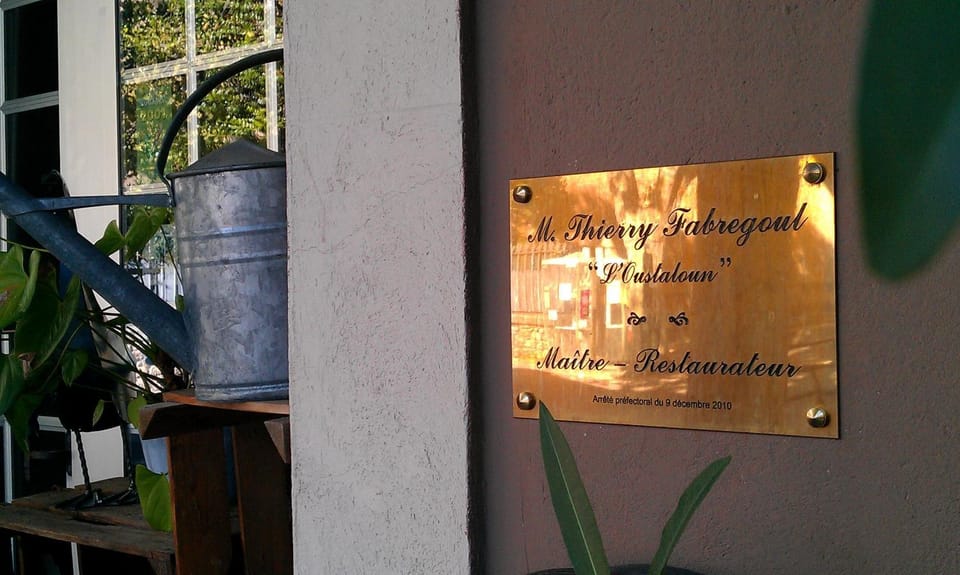 M. Thierry Fabregoul
“L'Oustaloun”
Maître - Restaurateur
Arrêté préfectoral du 9 décembre 2010